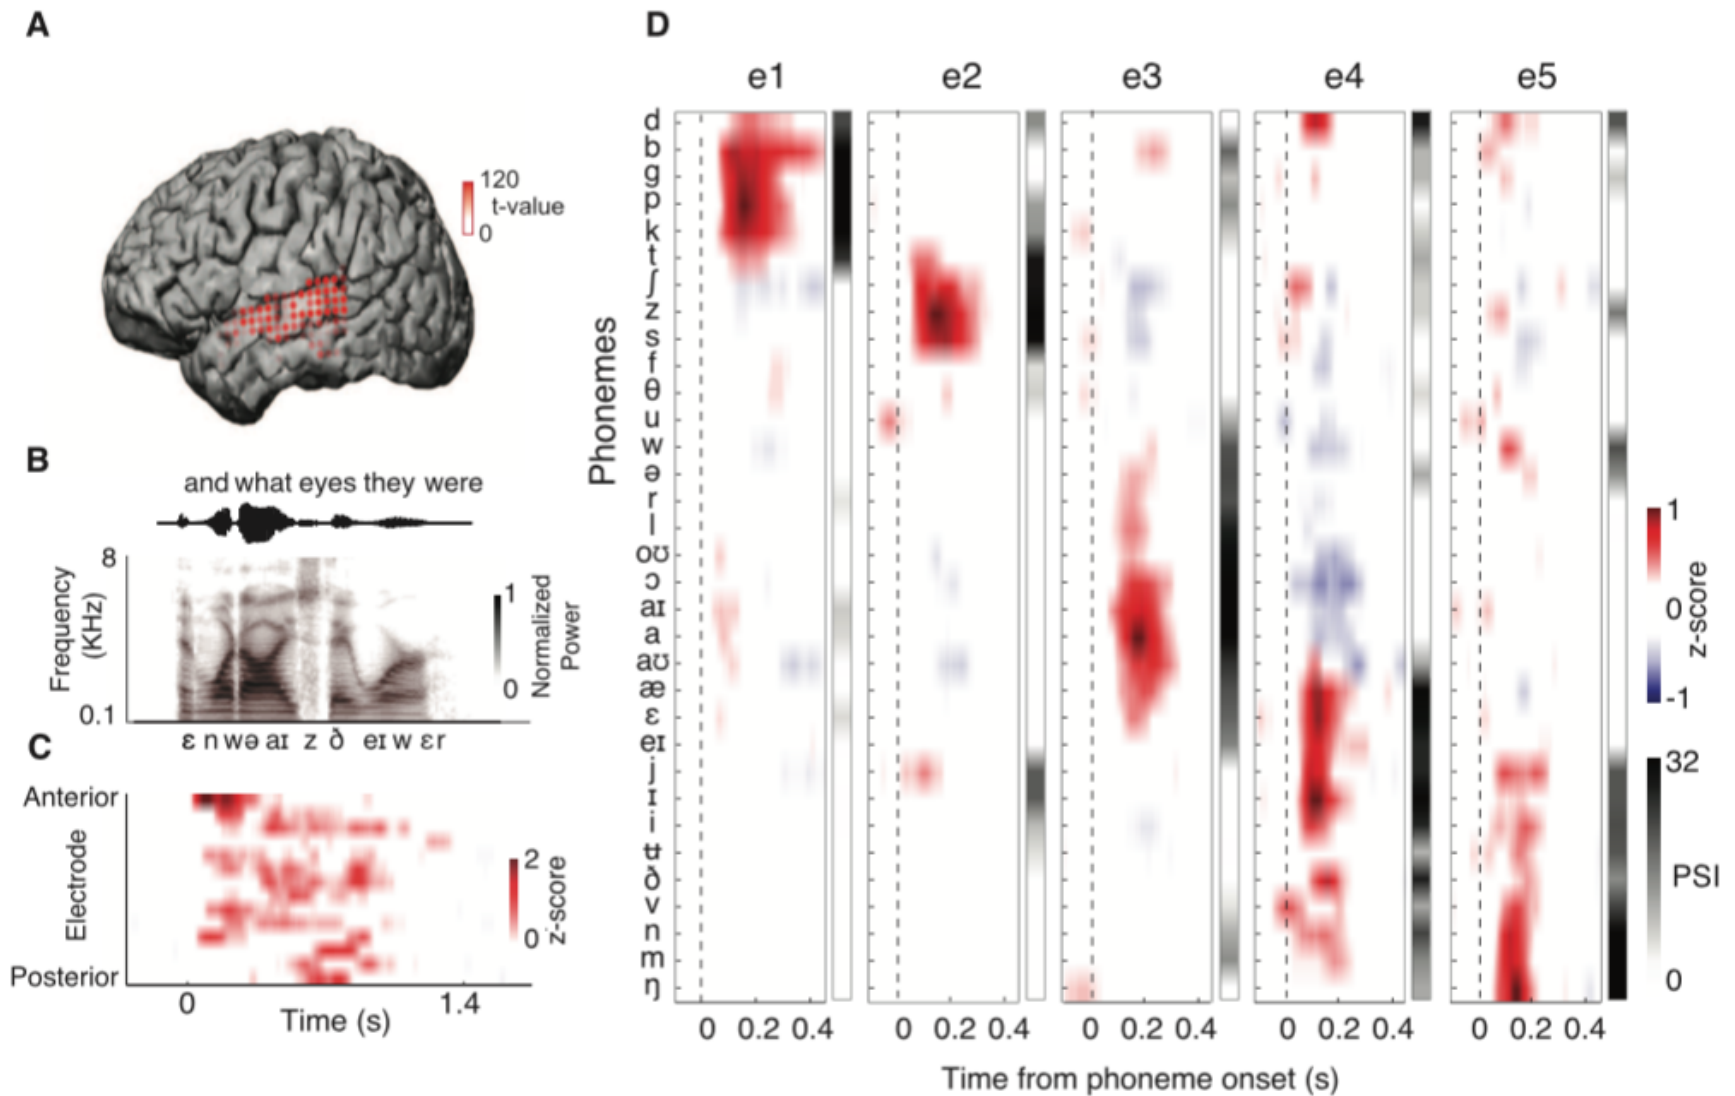 A
120
t-value
0
B
and what eyes they were
8
Frequency
(KHz)
0.1
1
Normalized
Power
0
ɛ n wə aɪ z ð eɪ w ɛr
C
Anterior
Electrode
Posterior
2
z-score
0
0 1.4
Time (s)
D
e1 e2 e3 e4 e5
Phonemes
d
b
g
p
k
t
ʃ
z
s
f
θ
u
w
ə
r
l
oʊ
ɔ
aɪ
a
aʊ
æ
ɛ
eɪ
j
ɪ
i
ʉ
ð
v
n
m
ŋ
0 0.2 0.4 0 0.2 0.4 0 0.2 0.4 0 0.2 0.4 0 0.2 0.4
Time from phoneme onset (s)
1
0
-1
z-score
32
PSI
0